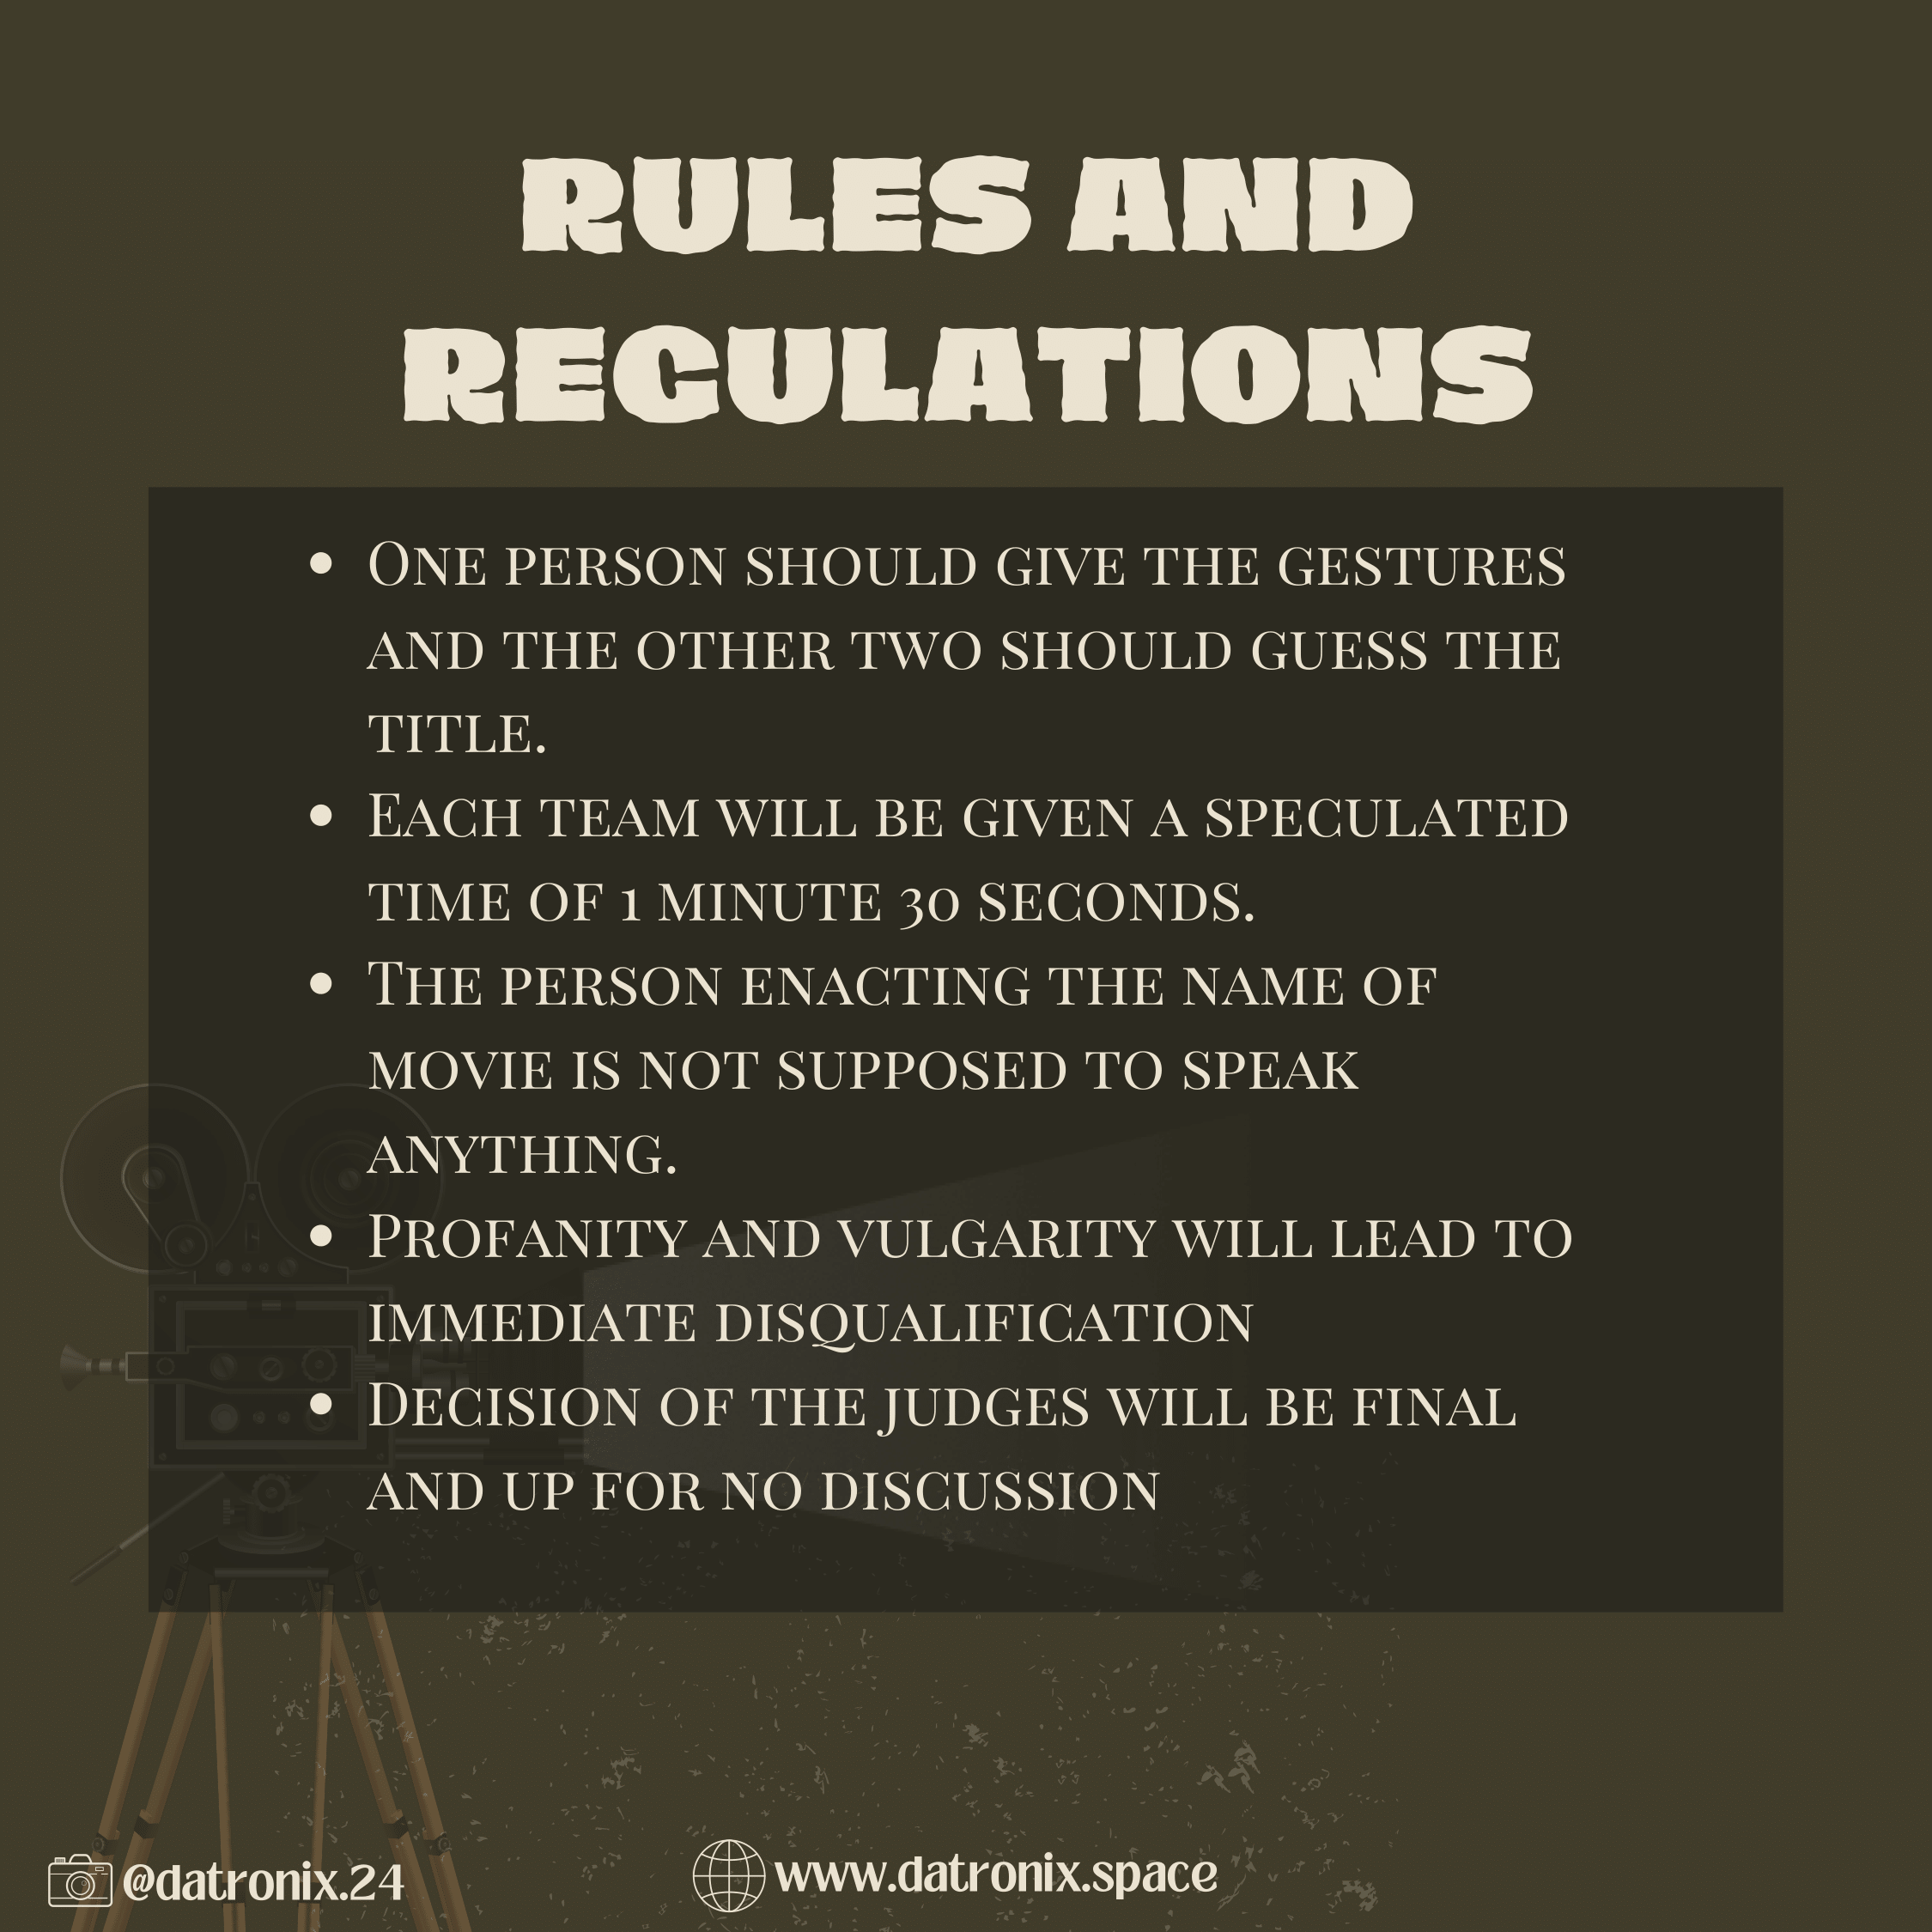 RULES AND
REGULATIONS
• One person should give the gestures
and the other two should guess the
title.
• Each team will be given a speculated
time of 1 minute 30 seconds.
• The person enacting the name of
movie is not supposed to speak
anything.
• Profanity and vulgarity will lead to
immediate disqualification
• Decision of the judges will be final
and up for no discussion
@datronix.24
www.datronix.space